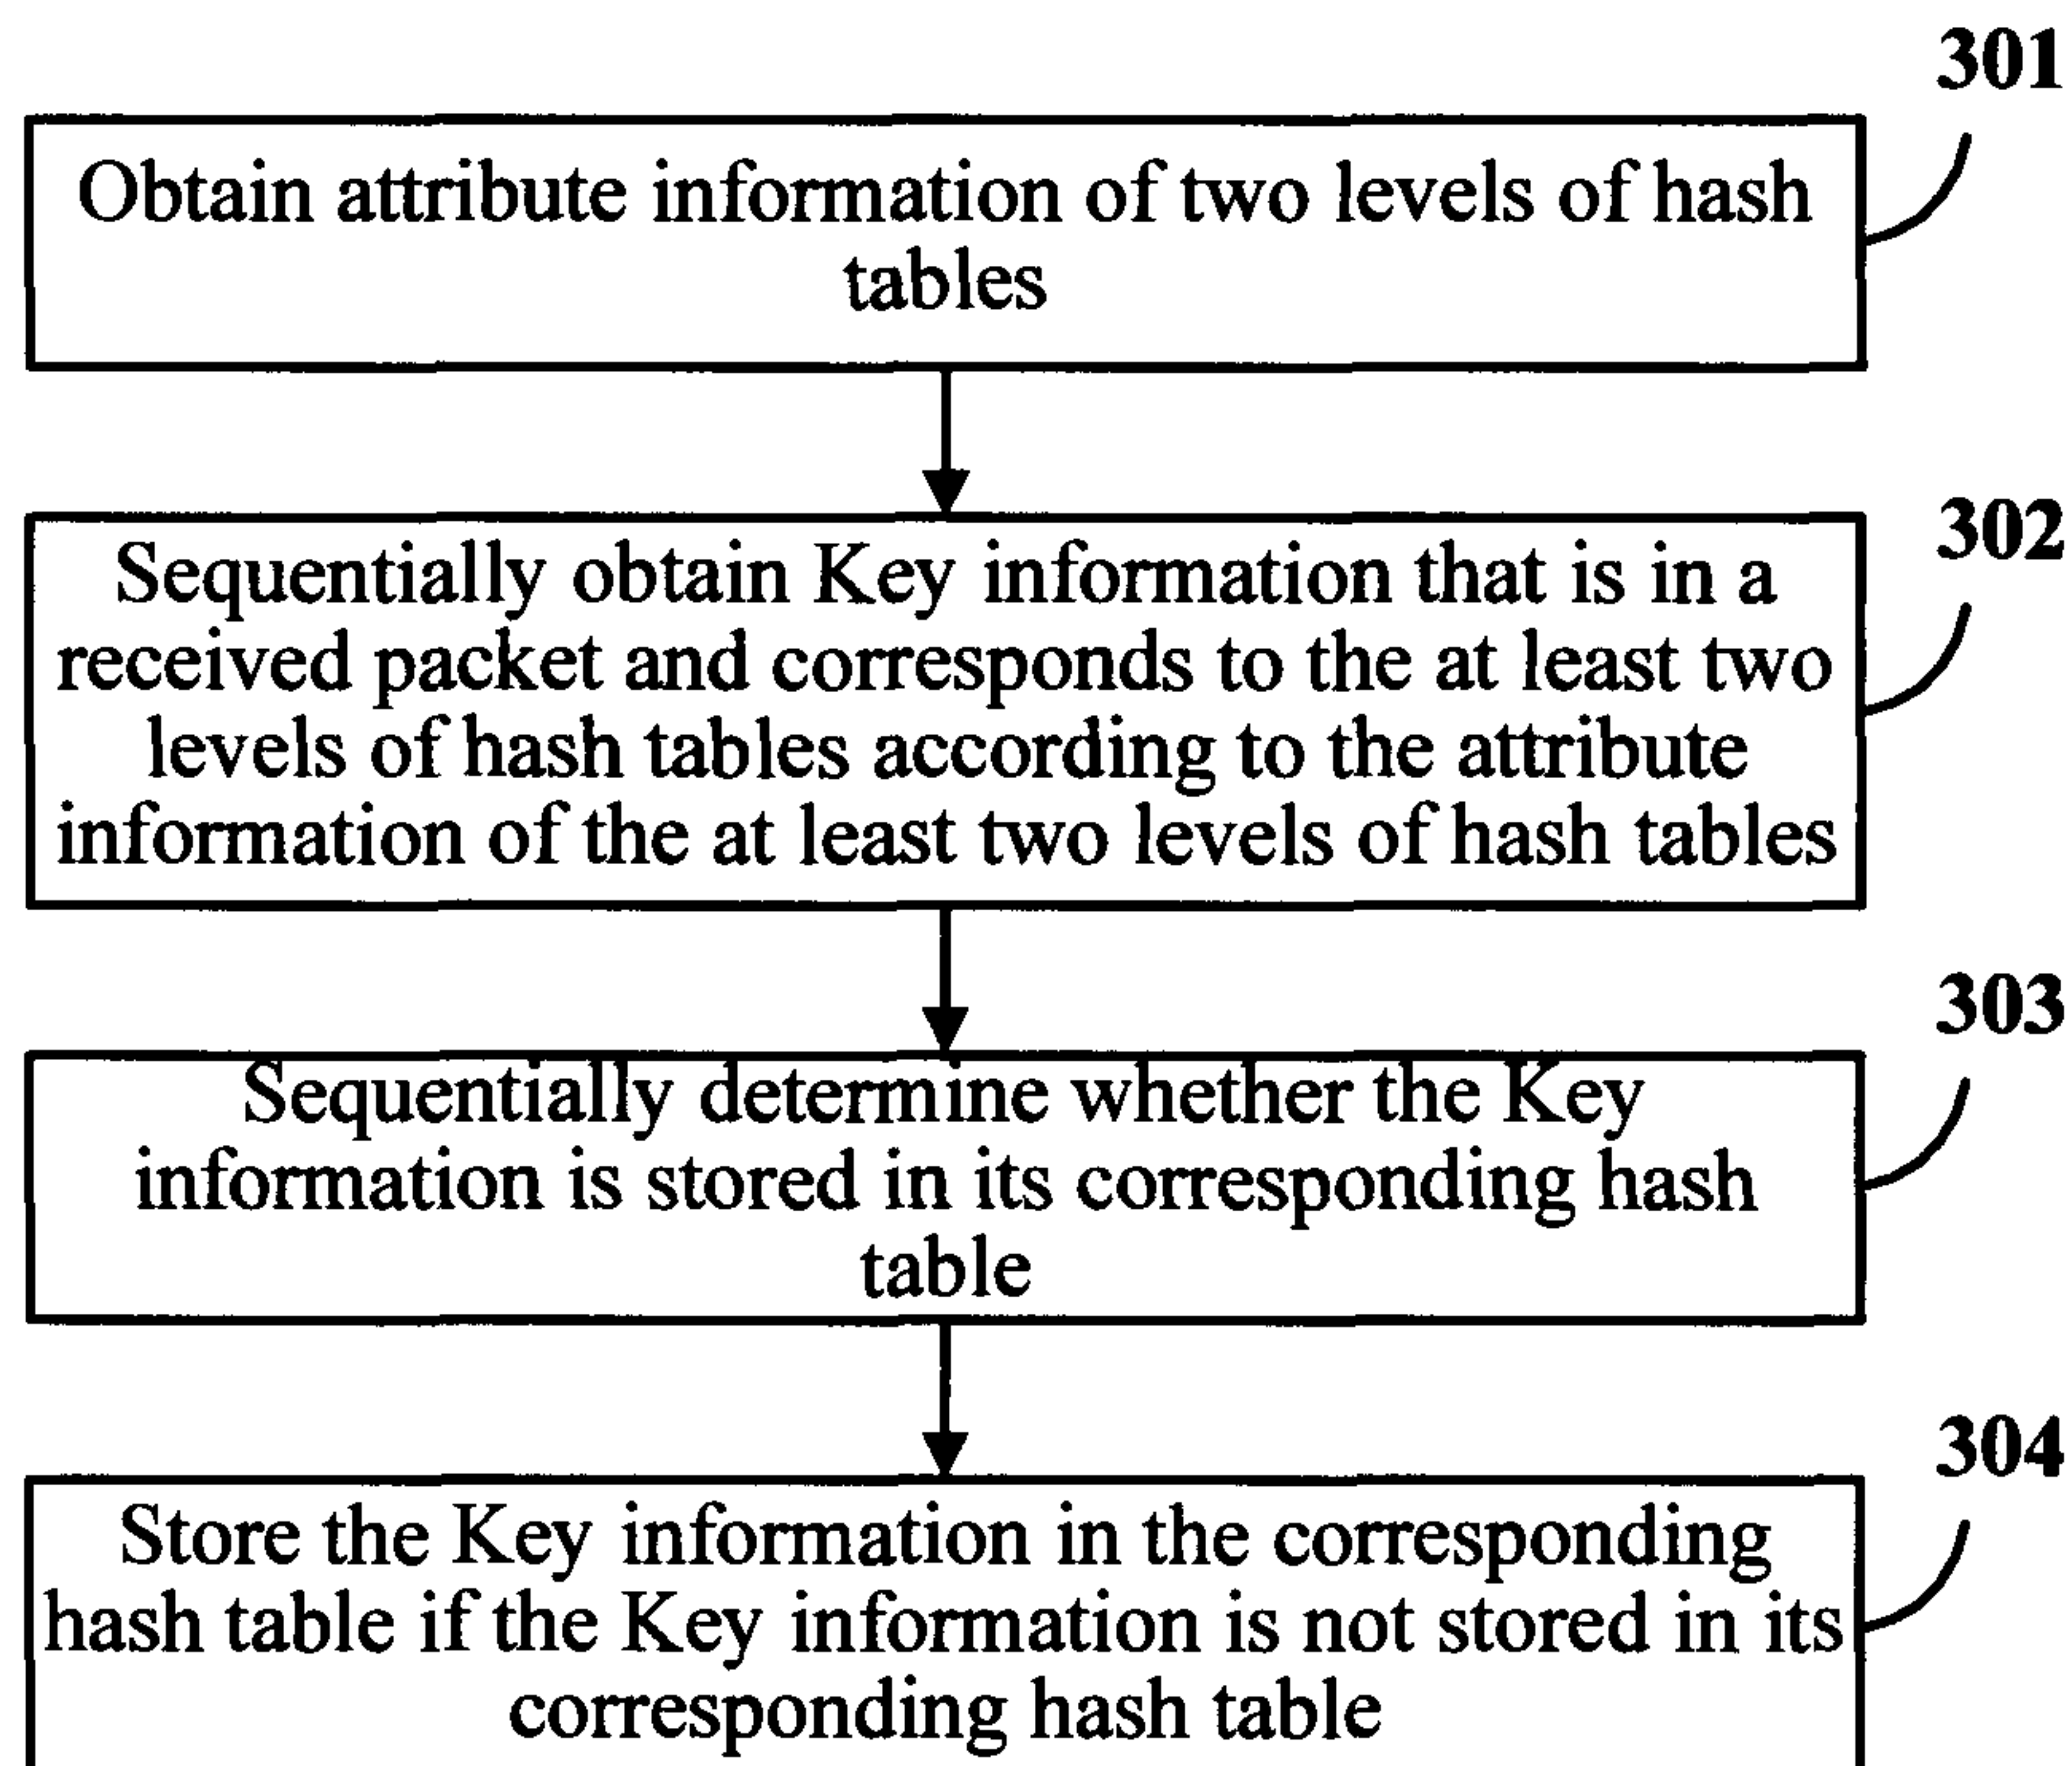 301
Obtain attribute information of two levels of hash
tables
302
Sequentially obtain Key information that is in a
received packet and corresponds to the at least two
levels of hash tables according to the attribute
information of the at least two levels of hash tables
303
Sequentially determine whether the Key
information is stored in its corresponding hash
table
304
Store the Key information in the corresponding
hash table if the Key information is not stored in its
corresponding hash table